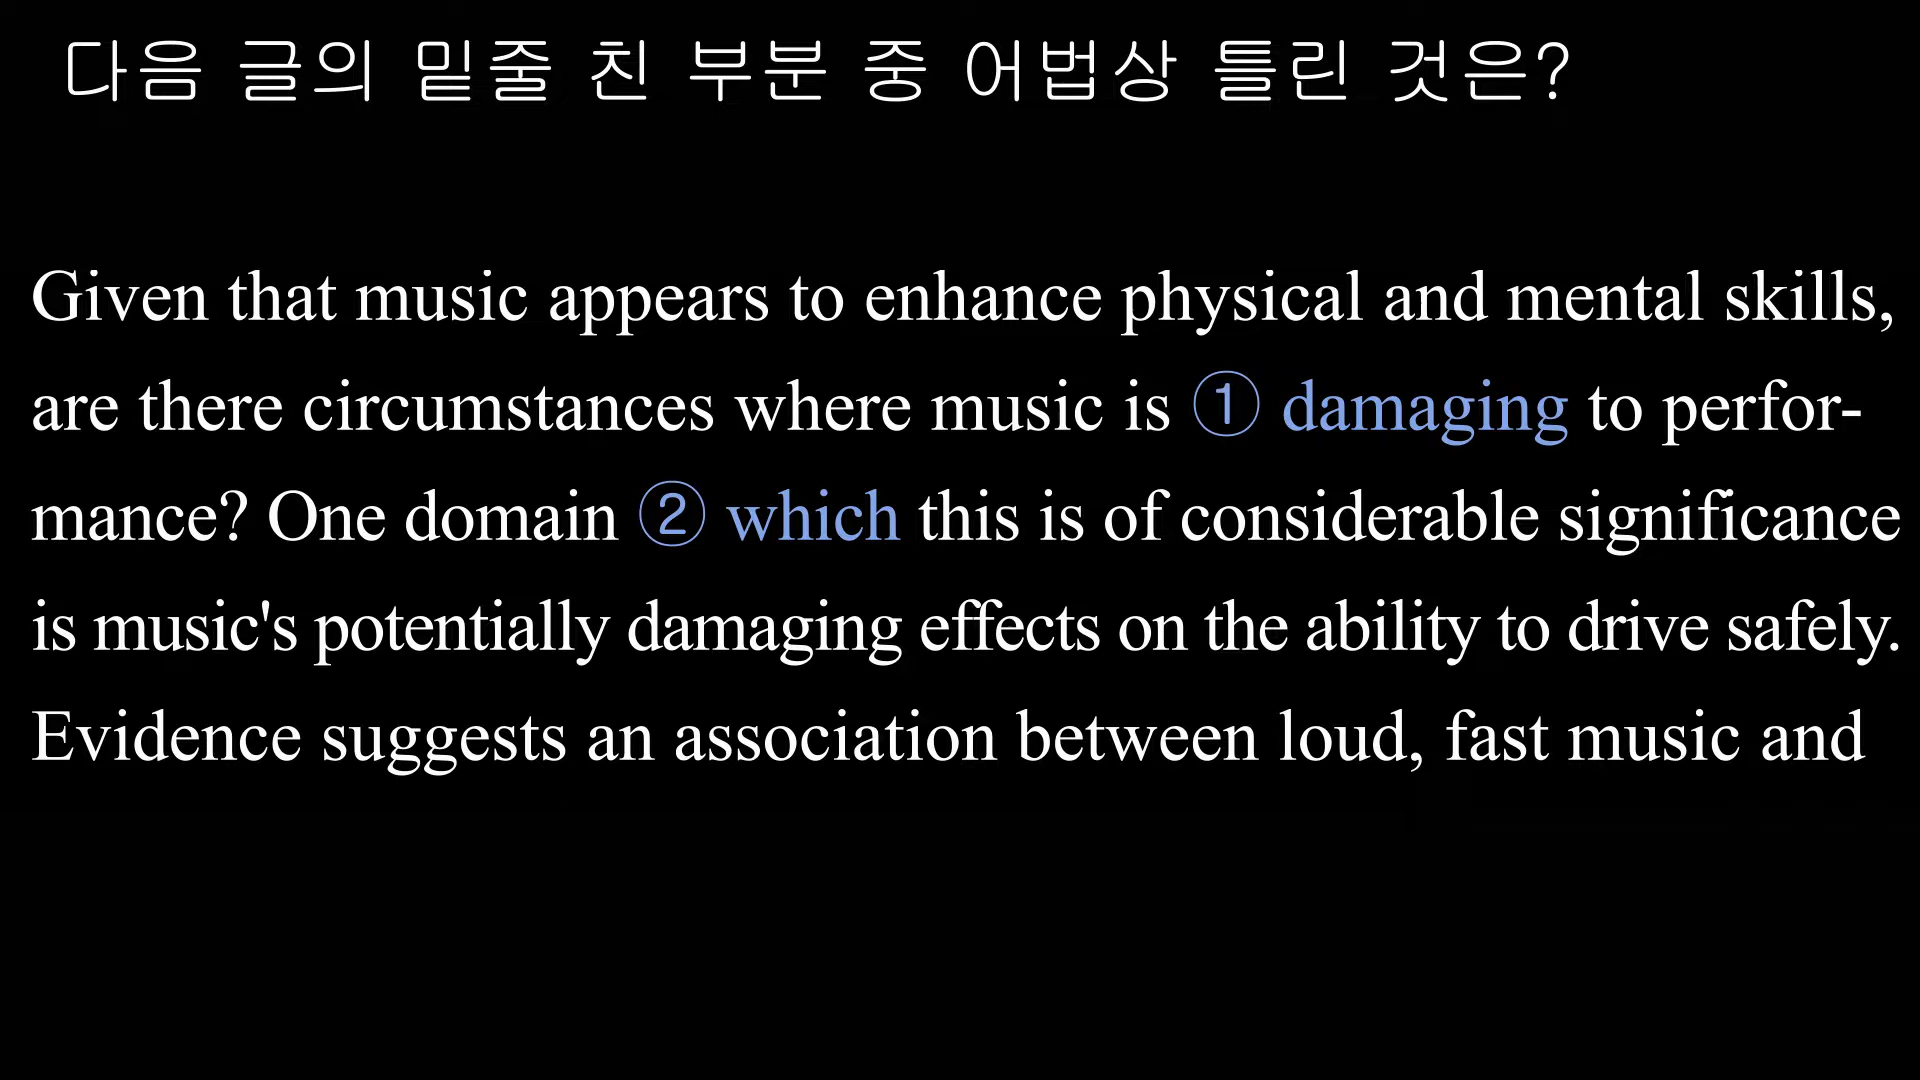 다음 글의 밑줄 친 부분 중 어법상 틀린 것은?
Given that music appears to enhance physical and mental skills,
are there circumstances where music is ① damaging to perfor-
mance? One domain ② which this is of considerable significance
is music's potentially damaging effects on the ability to drive safely.
Evidence suggests an association between loud, fast music and